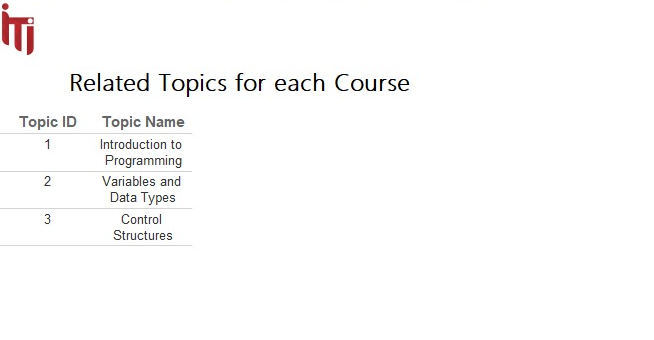 iTi
Related Topics for each Course
Topic ID Topic Name
1 Introduction to
Programming
2 Variables and
Data Types
3 Control
Structures